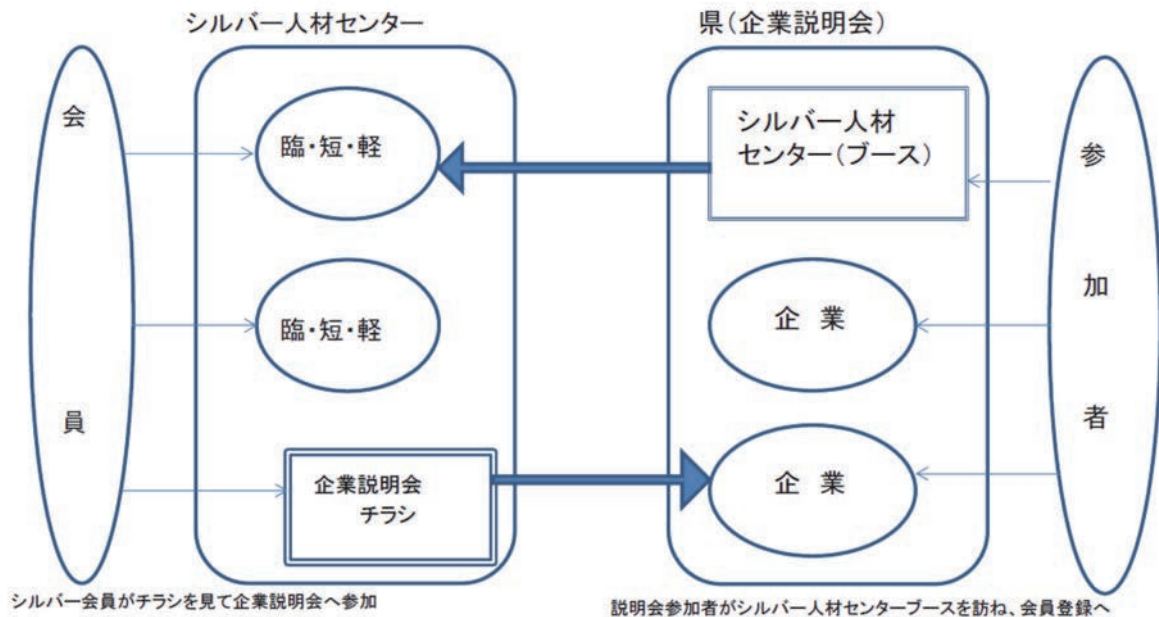 シルバー人材センター
県(企業説明会)
会
員
臨・短・軽
臨・短・軽
企業説明会
チラシ
シルバー人材
センター(ブース)
企 業
企 業
参
加
者
シルバー会員がチラシを見て企業説明会へ参加
説明会参加者がシルバー人材センターブースを訪ね、会員登録へ